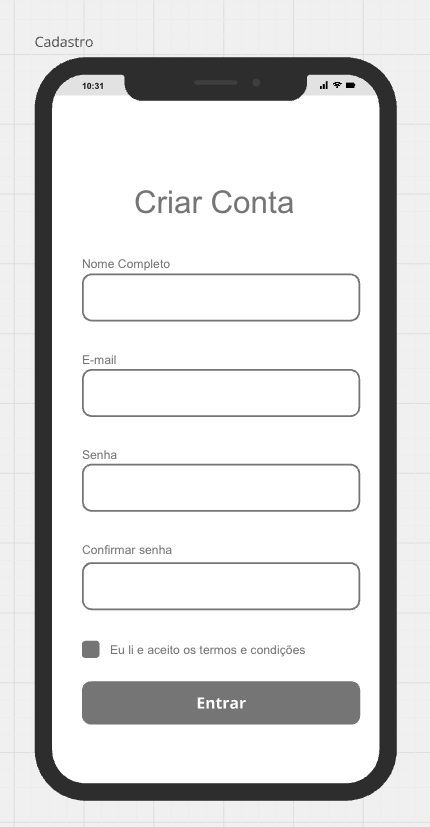 Cadastro
10:31
Criar Conta
Nome Completo
E-mail
Senha
Confirmar senha
Eu li e aceito os termos e condições
Entrar